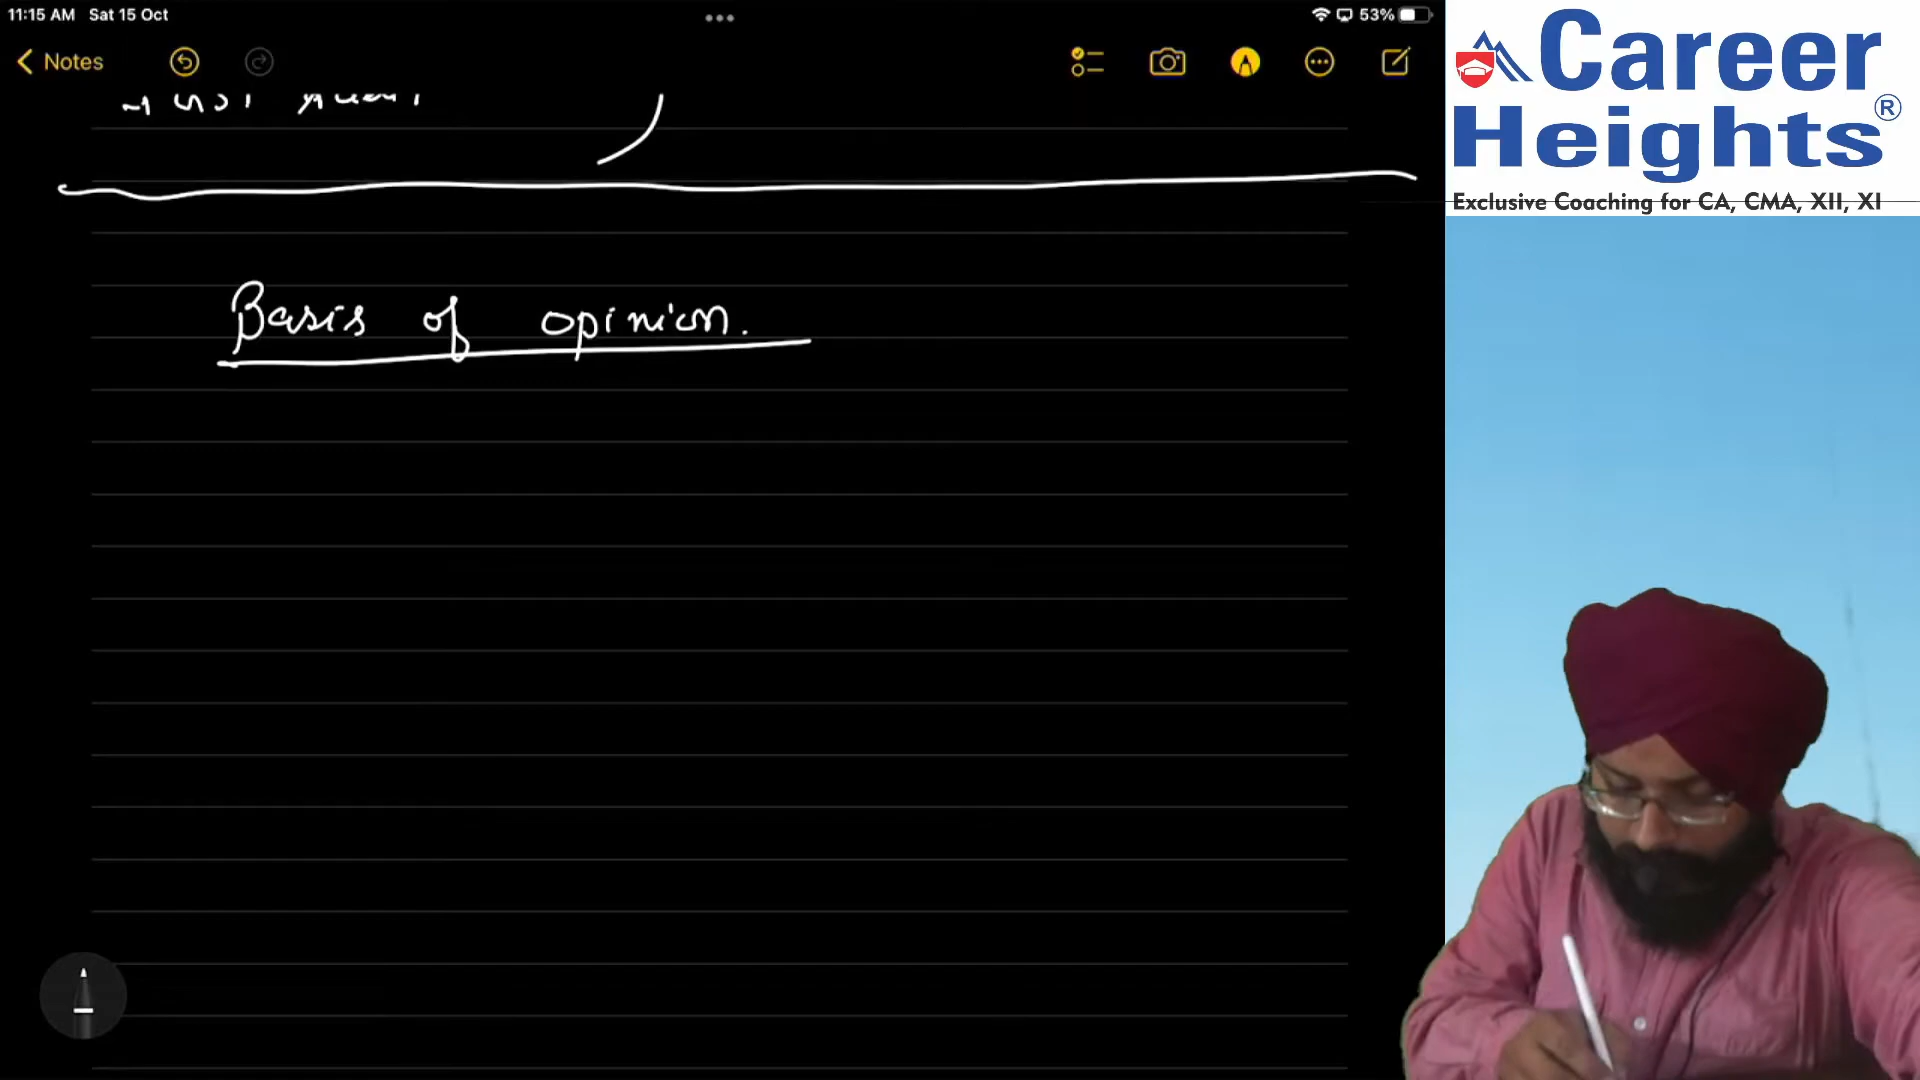 11:15 AM Sat 15 Oct
53%
Notes
Career
Heights®
Exclusive Coaching for CA, CMA, XII, XI
Basis of opinion.